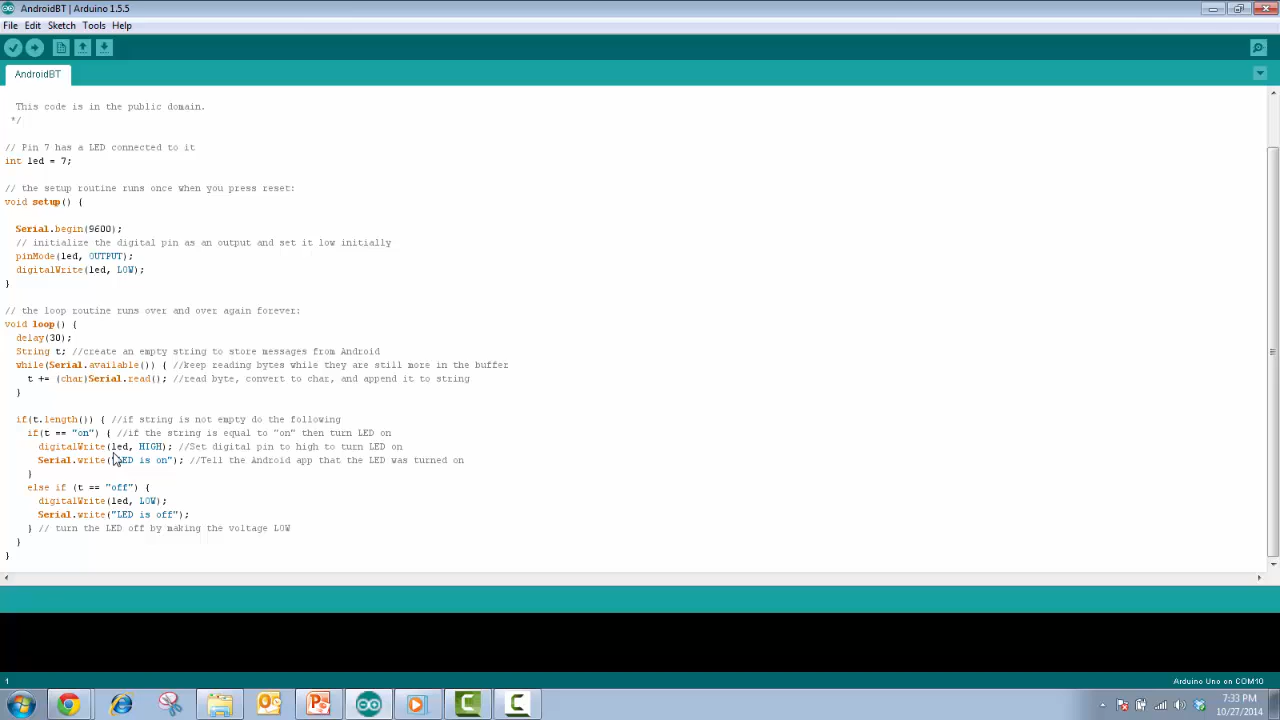 AndroidBT | Arduino 1.5.5
File Edit Sketch Tools Help
AndroidBT
This code is in the public domain.
*/
// Pin 7 has a LED connected to it
int led = 7;
// the setup routine runs once when you press reset:
void setup() {
Serial.begin(9600);
// initialize the digital pin as an output and set it low initially
pinMode(led, OUTPUT);
digitalWrite(led, LOW);
}
// the loop routine runs over and over again forever:
void loop() {
delay(30);
String t; //create an empty string to store messages from Android
while(Serial.available()) { //keep reading bytes while they are still more in the buffer
t += (char)Serial.read(); //read byte, convert to char, and append it to string
}
if(t.length()) { //if string is not empty do the following
if(t == "on") { //if the string is equal to "on" then turn LED on
digitalWrite(led, HIGH); //Set digital pin to high to turn LED on
Serial.write("LED is on"); //Tell the Android app that the LED was turned on
}
else if (t == "off") {
digitalWrite(led, LOW);
Serial.write("LED is off");
} // turn the LED off by making the voltage LOW
}
}
1
Arduino Uno on COM10
7:33 PM
10/27/2014